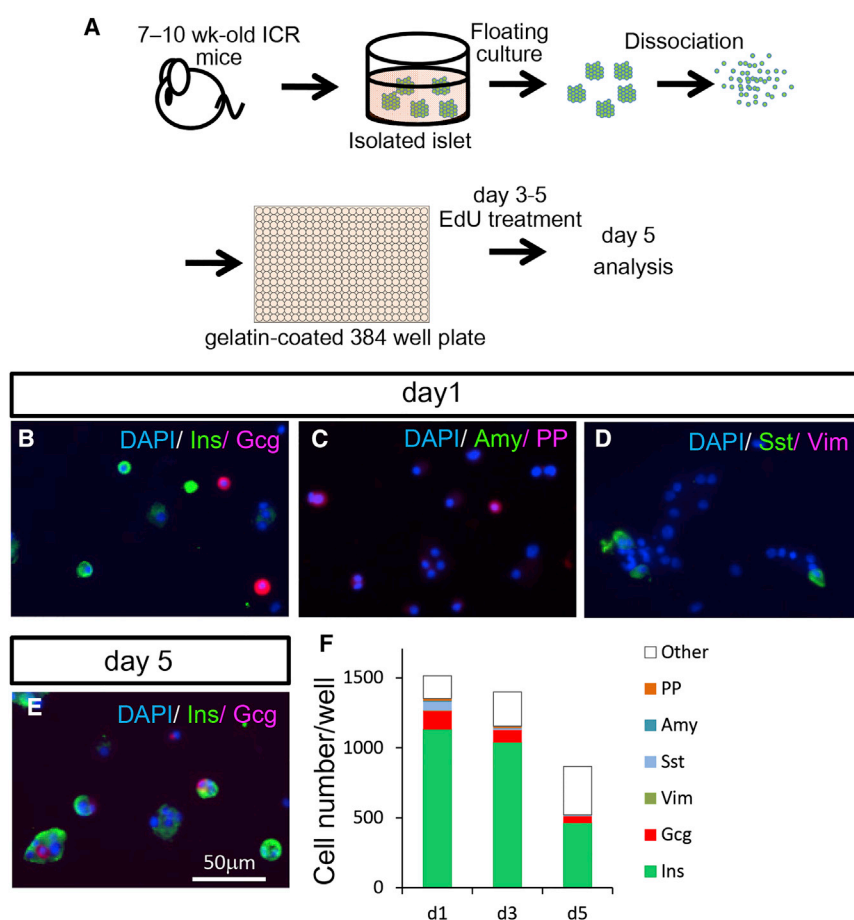 A
7–10 wk-old ICR
mice
Floating
culture
Dissociation
Isolated islet
day 3-5
EdU treatment
day 5
analysis
gelatin-coated 384 well plate
day1
B
DAPI/ Ins/ Gcg
C
DAPI/ Amy/ PP
D
DAPI/ Sst/ Vim
day 5
E
DAPI/ Ins/ Gcg
50μm
F
Cell number/well
1500
1000
500
0
d1
d3
d5
Other
PP
Amy
Sst
Vim
Gcg
Ins